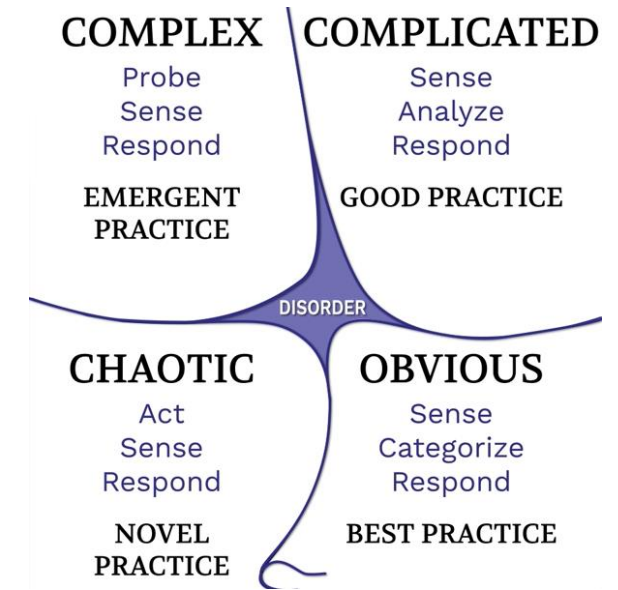 COMPLEX
Probe
Sense
Respond
EMERGENT
PRACTICE
COMPLICATED
Sense
Analyze
Respond
GOOD PRACTICE
DISORDER
CHAOTIC
Act
Sense
Respond
NOVEL
PRACTICE
OBVIOUS
Sense
Categorize
Respond
BEST PRACTICE